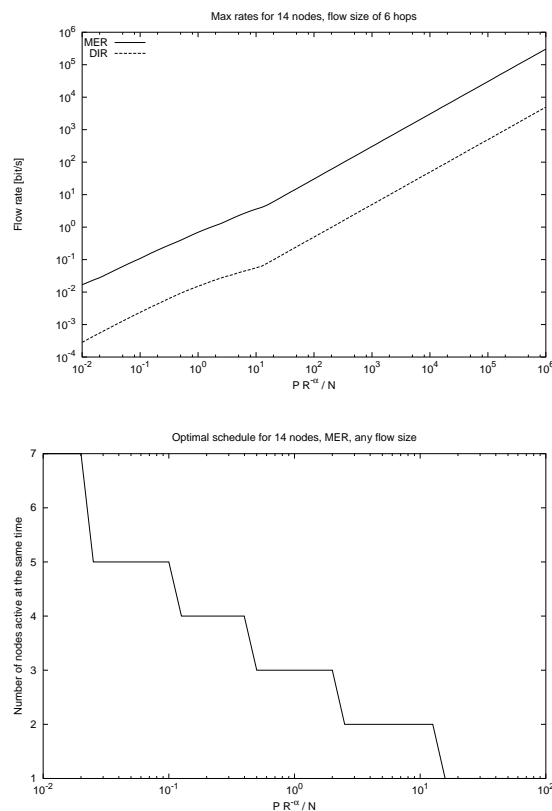 Max rates for 14 nodes, flow size of 6 hops
10^6
MER
DIR
10^5
10^4
10^3
10^2
10^1
10^0
10^-1
10^-2
10^-3
10^-4
Flow rate [bit/s]
10^-2 10^-1 10^0 10^1 10^2 10^3 10^4 10^5 10^6
P R^-α / N
Optimal schedule for 14 nodes, MER, any flow size
7
6
5
4
3
2
1
Number of nodes active at the same time
10^-2 10^-1 10^0 10^1 10^2
P R^-α / N